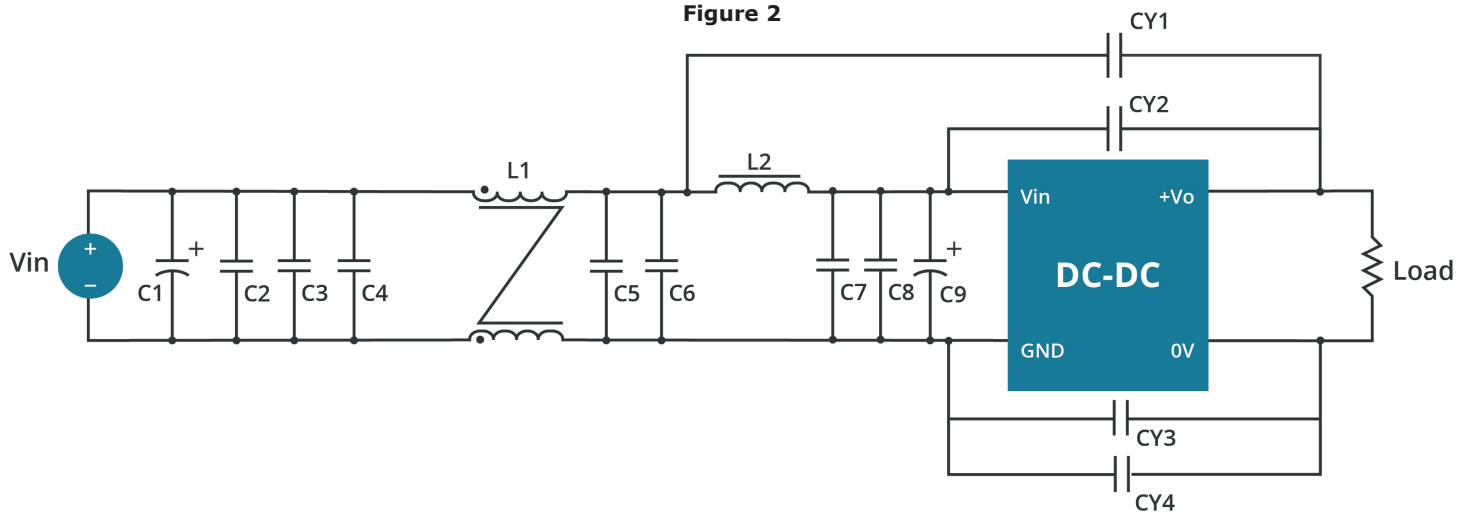 Figure 2
CY1
CY2
L1
L2
Vin
+
−
C1
+
C2
C3
C4
C5
C6
C7
C8
C9
+
Vin
+Vo
DC-DC
GND
0V
Load
CY3
CY4